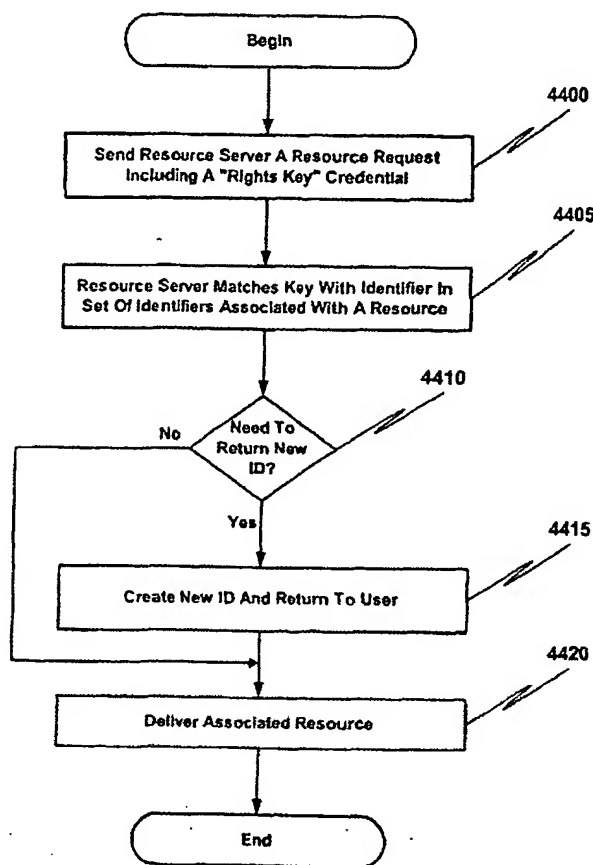 Begin
4400
Send Resource Server A Resource Request
Including A "Rights Key" Credential
4405
Resource Server Matches Key With Identifier In
Set Of Identifiers Associated With A Resource
4410
No
Need To
Return New
ID?
Yes
4415
Create New ID And Return To User
4420
Deliver Associated Resource
End